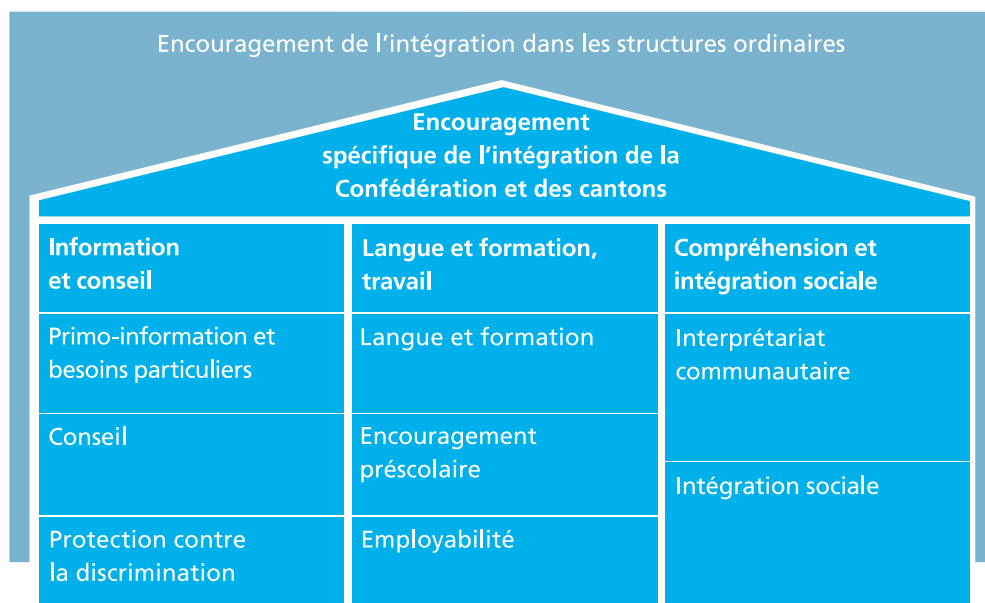 Encouragement de l'intégration dans les structures ordinaires
Encouragement
spécifique de l'intégration de la
Confédération et des cantons
Information
et conseil
Primo-information et
besoins particuliers
Conseil
Protection contre
la discrimination
Langue et formation,
travail
Langue et formation
Encouragement
préscolaire
Employabilité
Compréhension et
intégration sociale
Interprétariat
communautaire
Intégration sociale